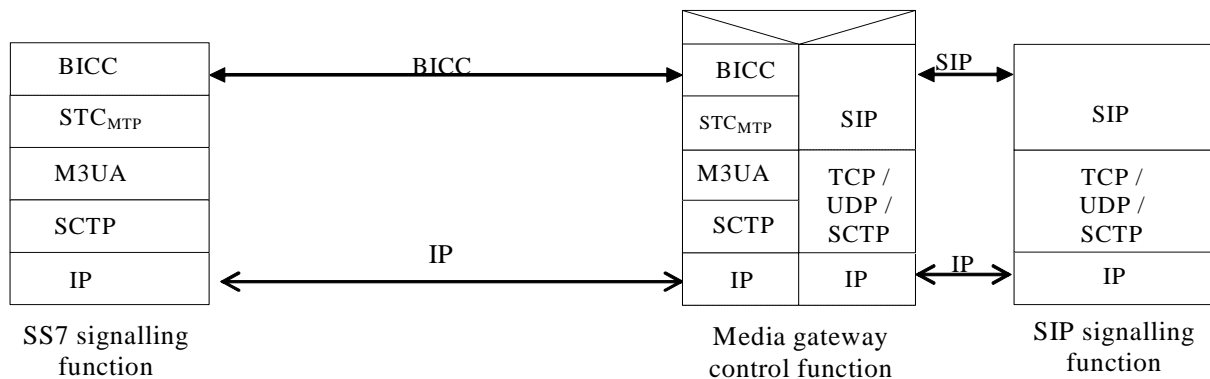 BICC
STC_MTP
M3UA
SCTP
IP
SS7 signalling
function
BICC
IP
BICC
STC_MTP
M3UA
SCTP
IP
SIP
TCP /
UDP /
SCTP
IP
Media gateway
control function
SIP
IP
SIP
TCP /
UDP /
SCTP
IP
SIP signalling
function